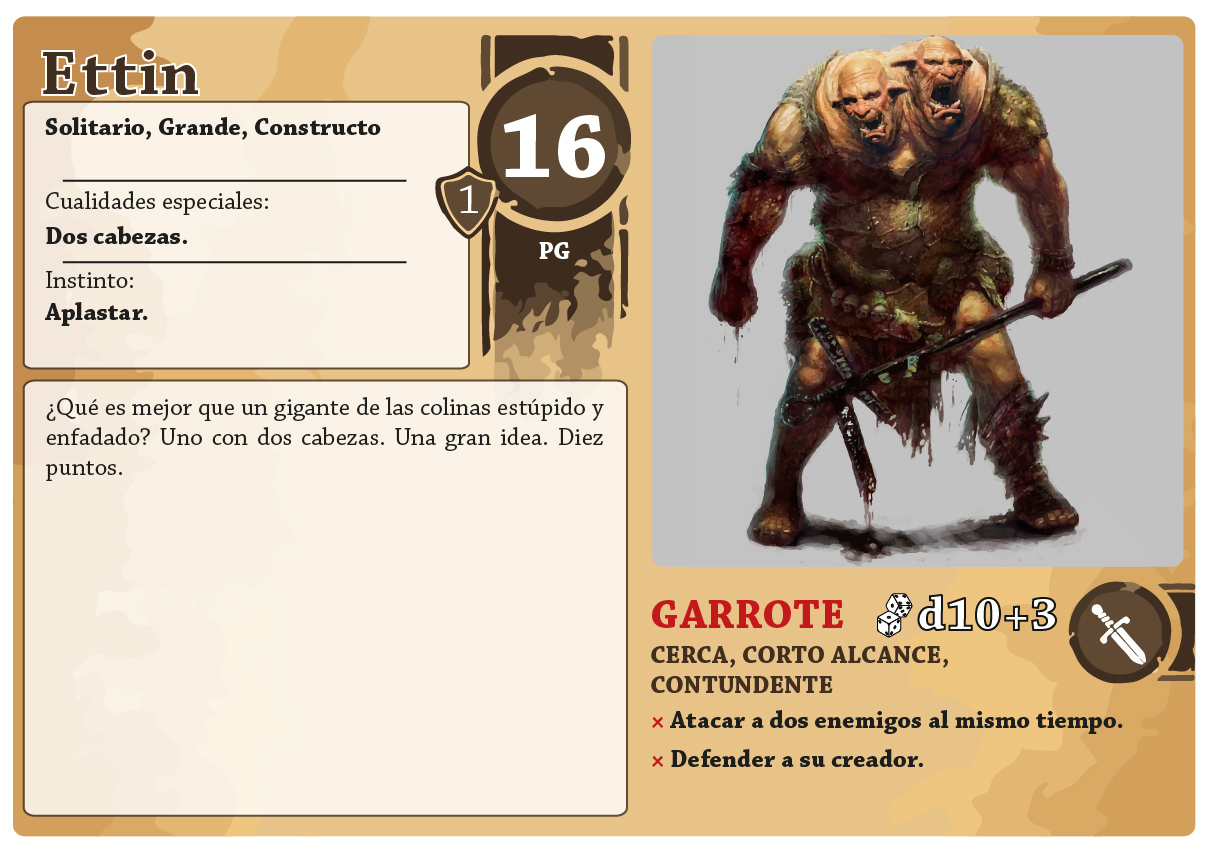 Ettin
Solitario, Grande, Constructo
Cualidades especiales:
Dos cabezas.
Instinto:
Aplastar.
1
16
PG
¿Qué es mejor que un gigante de las colinas estúpido y
enfadado? Uno con dos cabezas. Una gran idea. Diez
puntos.
GARROTE d10+3
CERCA, CORTO ALCANCE,
CONTUNDENTE
× Atacar a dos enemigos al mismo tiempo.
× Defender a su creador.